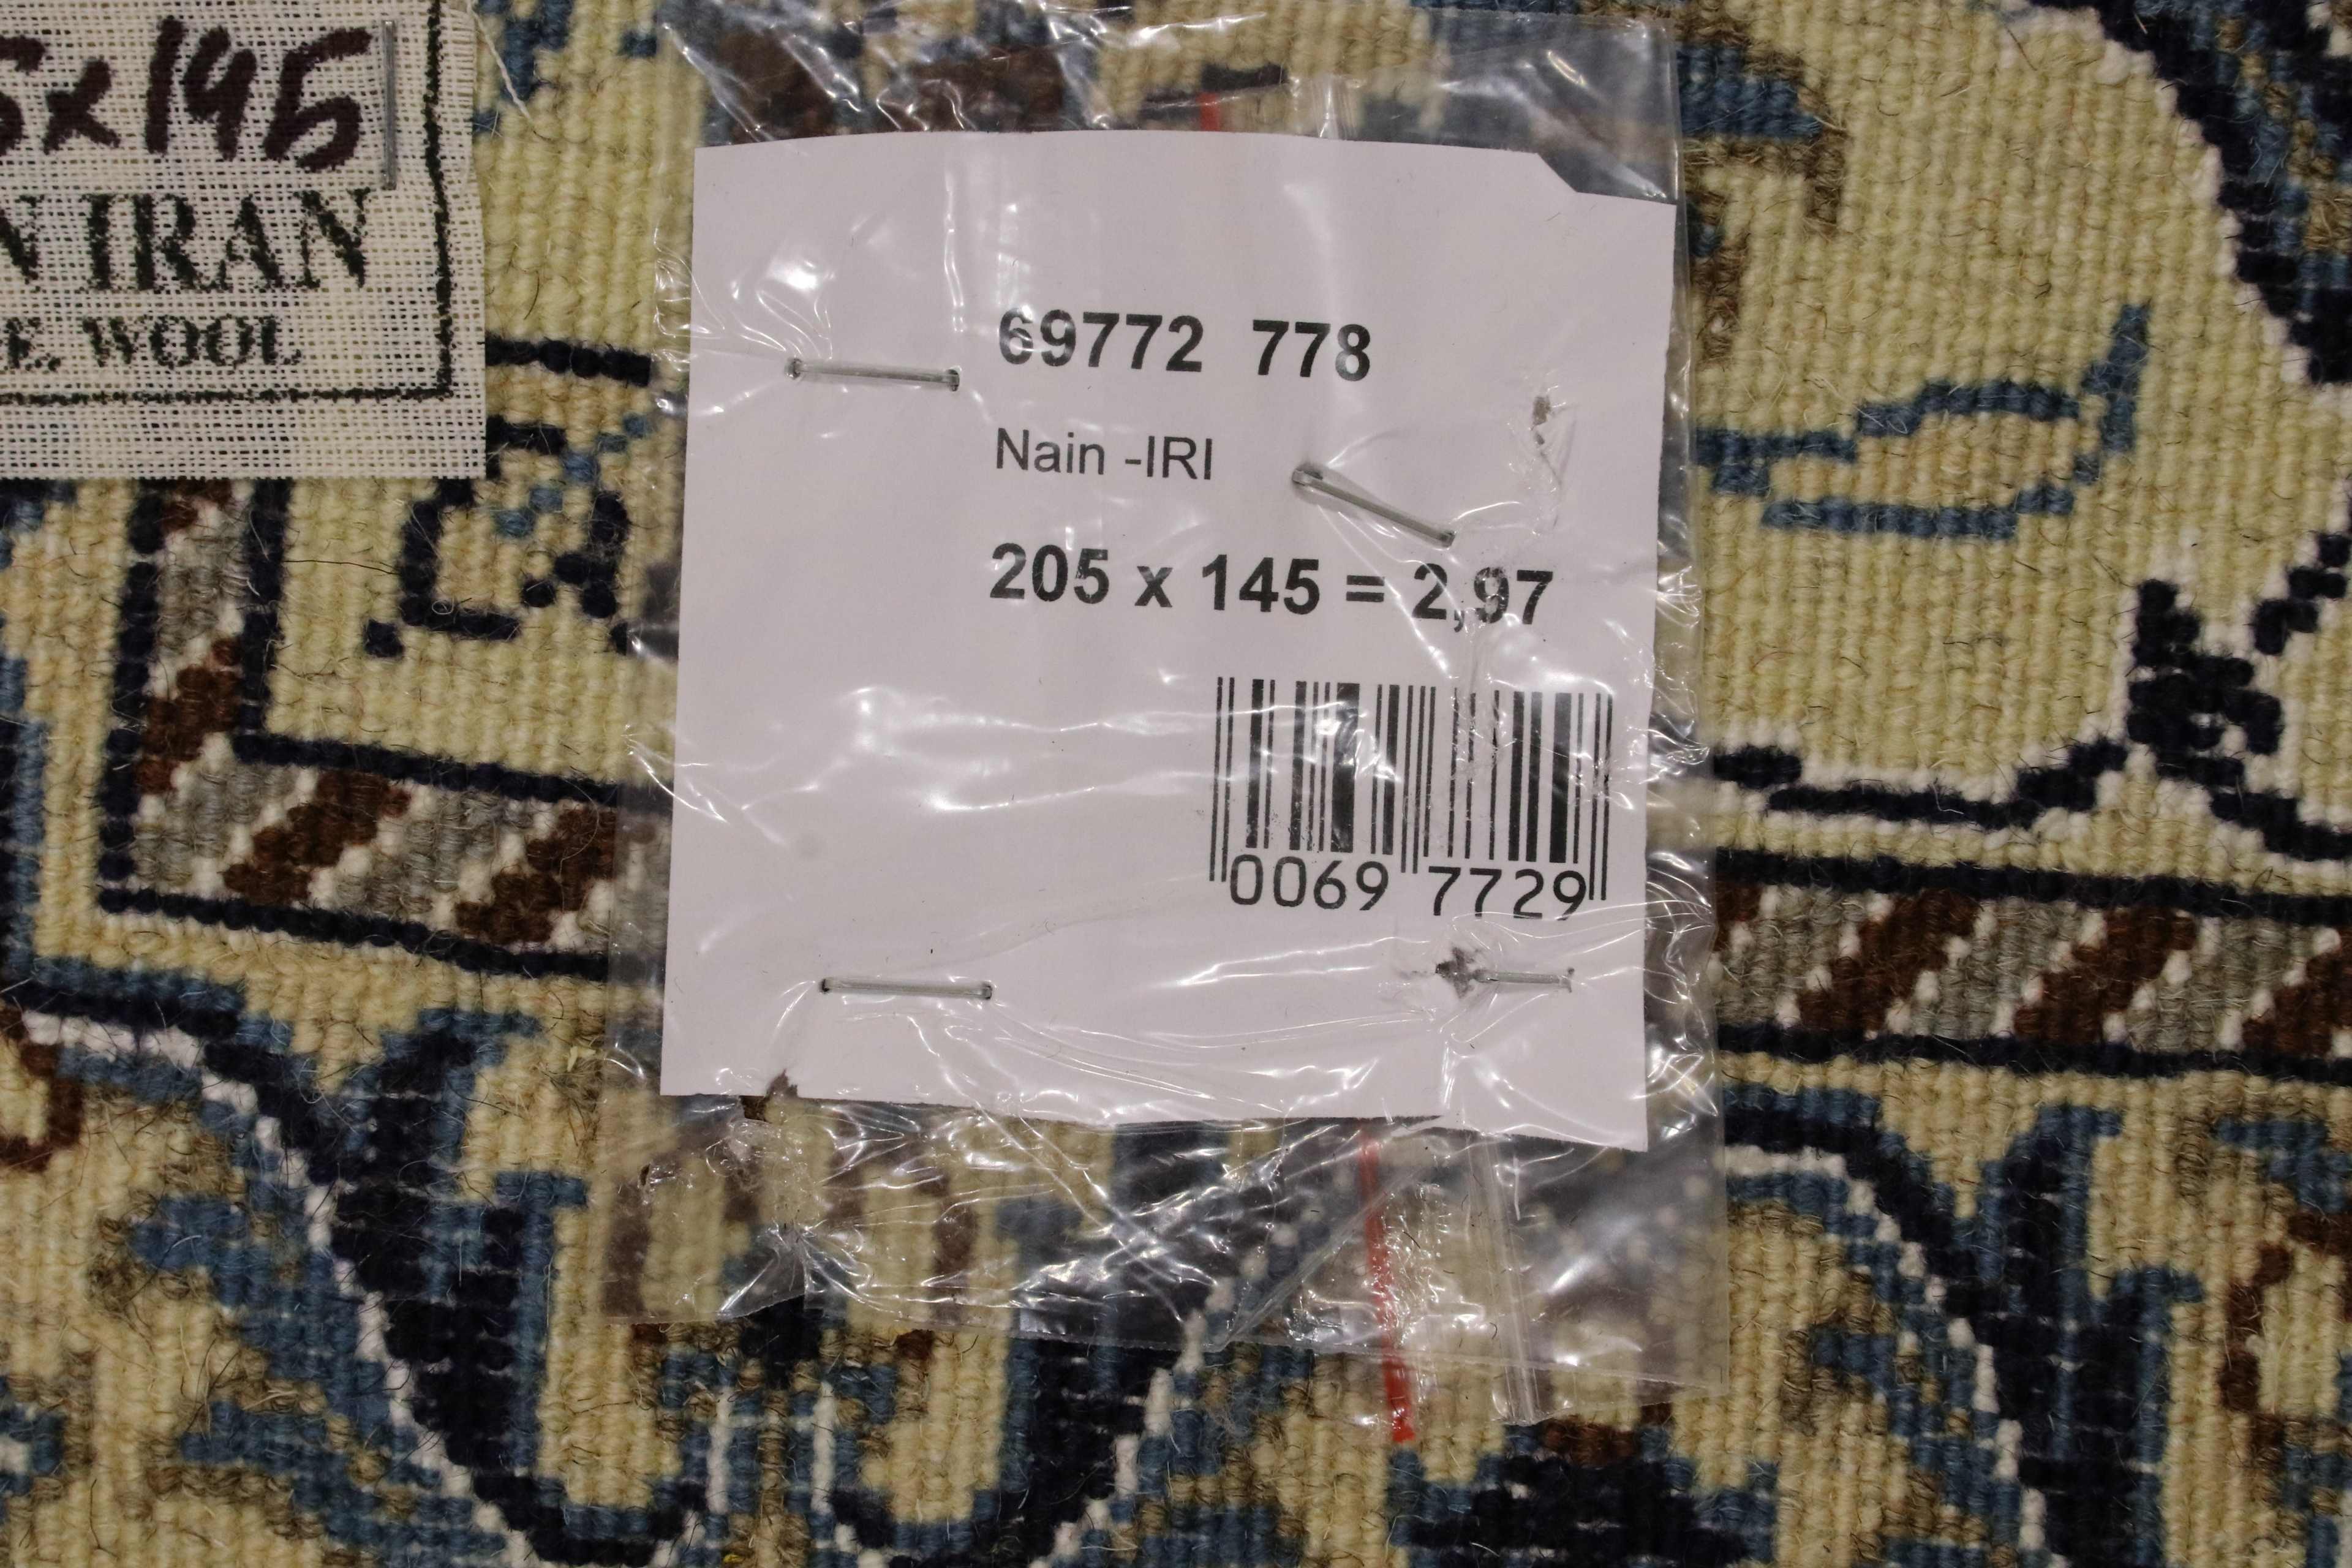 5x145
N IRAN
E. WOOL
69772 778
Nain -IRI
205 x 145 = 2,97
0069 7729